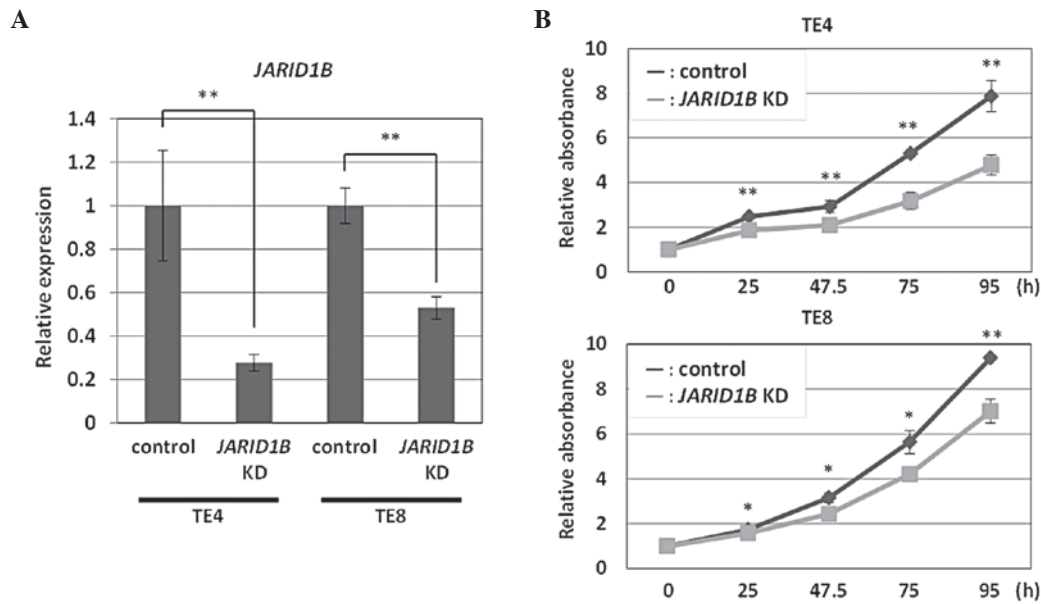 A
JARID1B
**
**
Relative expression
1.4
1.2
1
0.8
0.6
0.4
0.2
0
control
JARID1B
KD
control
JARID1B
KD
TE4
TE8
B
TE4
Relative absorbance
10
8
6
4
2
0
: control
: JARID1B KD
**
**
**
**
0 25 47.5 75 95 (h)
TE8
Relative absorbance
10
8
6
4
2
0
: control
: JARID1B KD
*
*
*
**
0 25 47.5 75 95 (h)